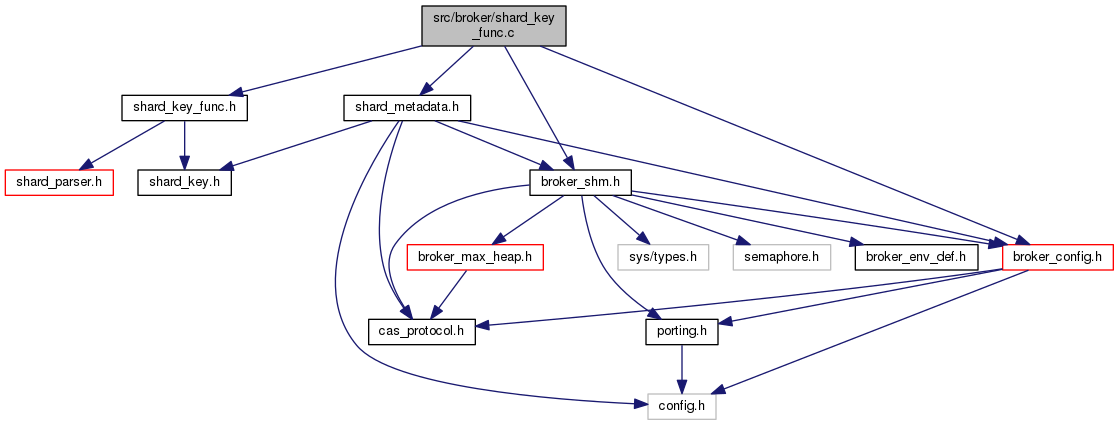 src/broker/shard_key
_func.c
shard_key_func.h
shard_metadata.h
shard_parser.h
shard_key.h
broker_shm.h
broker_max_heap.h
sys/types.h
semaphore.h
broker_env_def.h
broker_config.h
cas_protocol.h
porting.h
config.h